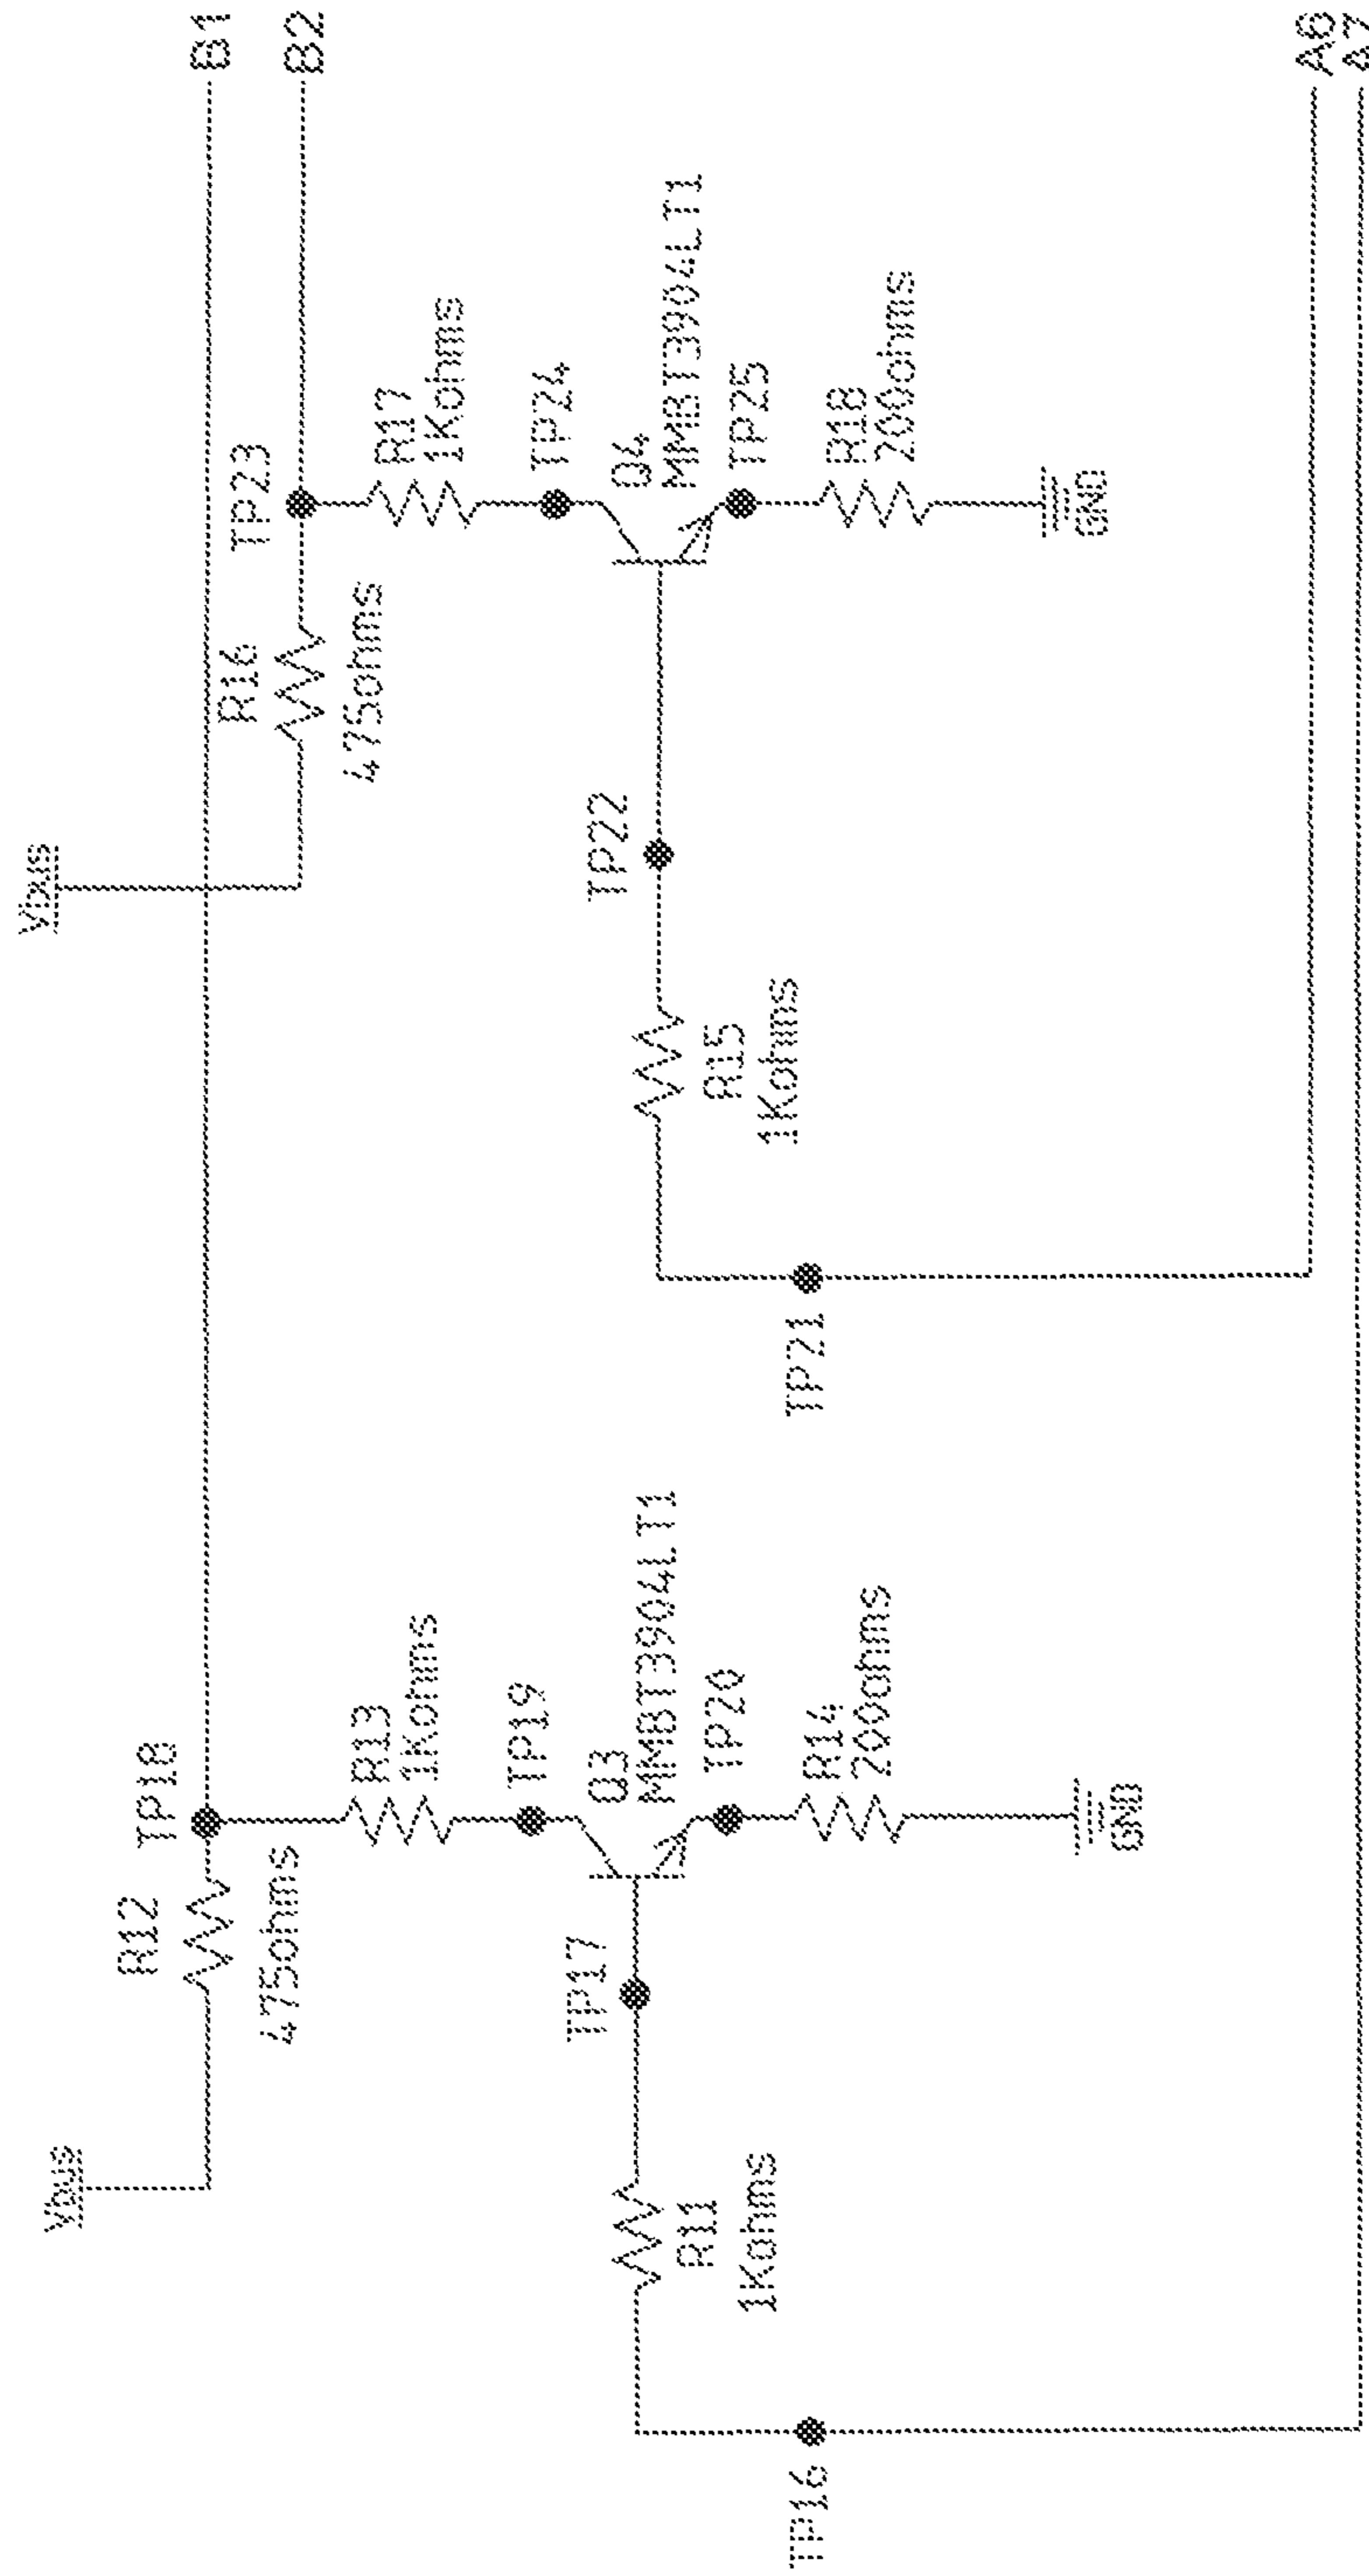 Vbus
B1
B2
R16
475ohms
TP23
R17
1Kohms
TP24
Q4
MMBT3904LT1
TP25
R18
200ohms
GND
TP22
R15
1Kohms
TP21
A6
A7
Vbus
R12
475ohms
TP18
R13
1Kohms
TP19
Q3
MMBT3904LT1
TP20
R14
200ohms
GND
TP17
R11
1Kohms
TP16